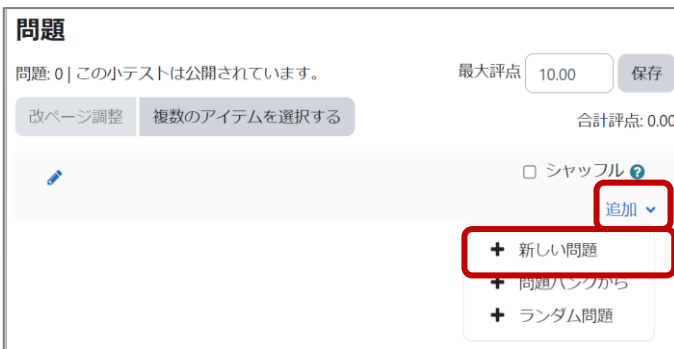 問題
問題: 0 | この小テストは公開されています。
最大評点 10.00 保存
改ページ調整 複数のアイテムを選択する
合計評点: 0.00
シャッフル
追加
新しい問題
問題バンクから
ランダム問題